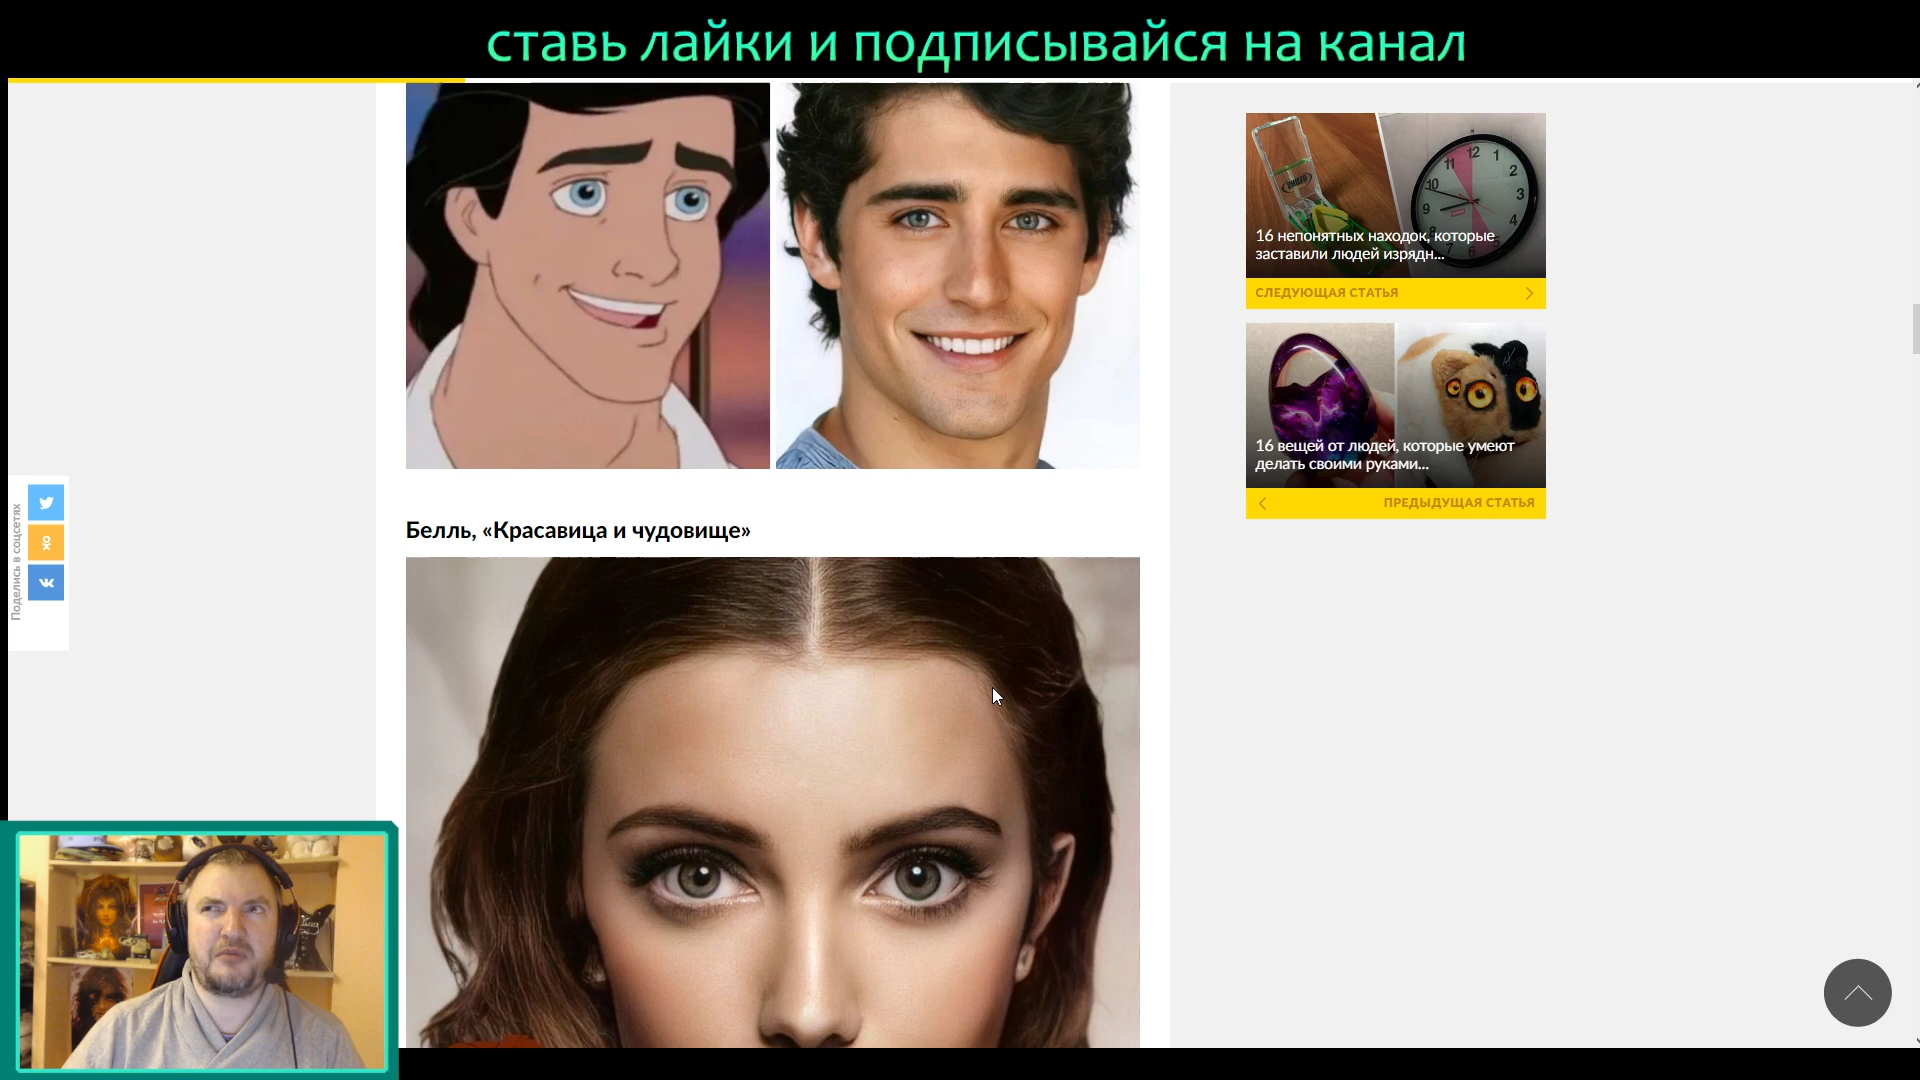 ставь лайки и подписывайся на канал
16 непонятных находок, которые
заставили людей изрядн...
СЛЕДУЮЩАЯ СТАТЬЯ
16 вещей от людей, которые умеют
делать своими руками...
ПРЕДЫДУЩАЯ СТАТЬЯ
Поделись в соцсетях
Белль, «Красавица и чудовище»